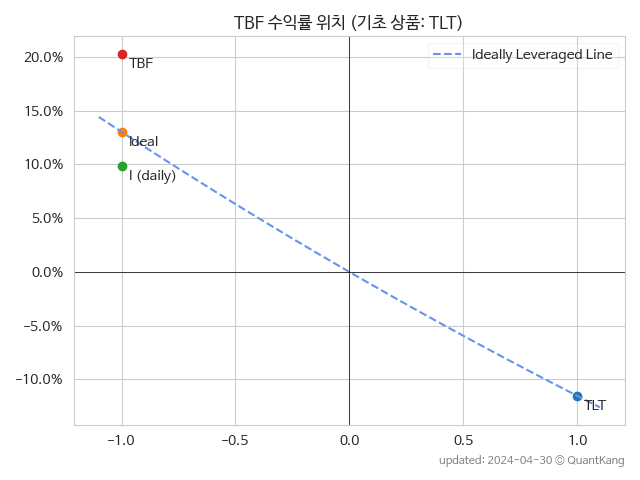 TBF 수익률 위치 (기초 상품: TLT)
Ideally Leveraged Line
20.0%
15.0%
10.0%
5.0%
0.0%
−5.0%
−10.0%
TBF
Ideal
I (daily)
TLT
−1.0
−0.5
0.0
0.5
1.0
updated: 2024-04-30 © QuantKang